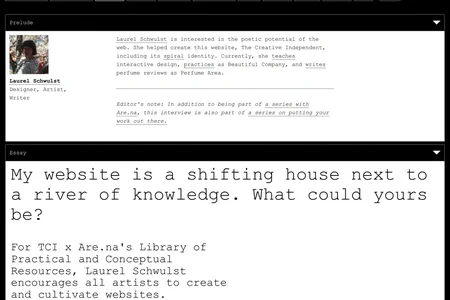 Prelude
Laurel Schwulst
Designer, Artist,
Writer
Laurel Schwulst is interested in the poetic potential of the
web. She helped create this website, The Creative Independent,
including its spiral identity. Currently, she teaches
interactive design, practices as Beautiful Company, and writes
perfume reviews as Perfume Area.
Editor's note: In addition to being part of a series with
Are.na, this interview is also part of a series on putting your
work out there.
Essay
My website is a shifting house next to
a river of knowledge. What could yours
be?
For TCI x Are.na's Library of
Practical and Conceptual
Resources, Laurel Schwulst
encourages all artists to create
and cultivate websites.